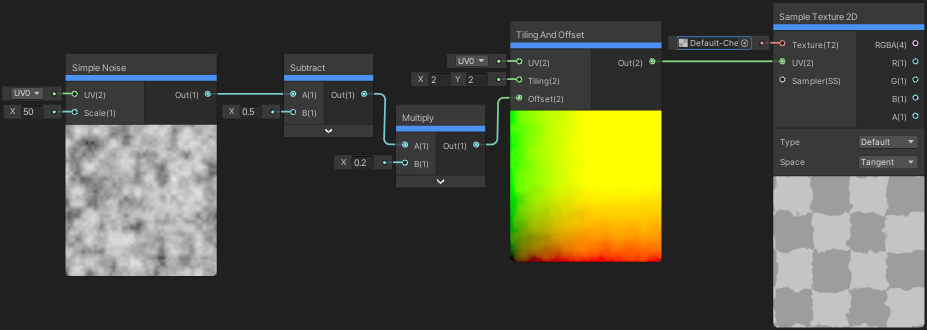 Simple Noise
UV0
UV(2)
Out(1)
X 50
Scale(1)
Subtract
A(1)
Out(1)
X 0.5
B(1)
Multiply
A(1)
Out(1)
X 0.2
B(1)
Tiling And Offset
UV0
UV(2)
Out(2)
X 2 Y 2
Tiling(2)
Offset(2)
Sample Texture 2D
Default-Che
Texture(T2)
RGBA(4)
UV(2)
R(1)
Sampler(SS)
G(1)
B(1)
A(1)
Type
Default
Space
Tangent